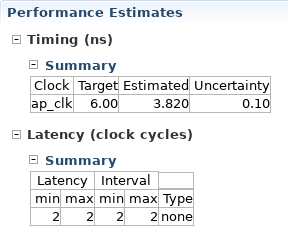 Performance Estimates
Timing (ns)
Summary
Clock Target Estimated Uncertainty
ap_clk 6.00 3.820 0.10
Latency (clock cycles)
Summary
Latency Interval
min max min max Type
2 2 2 2 none